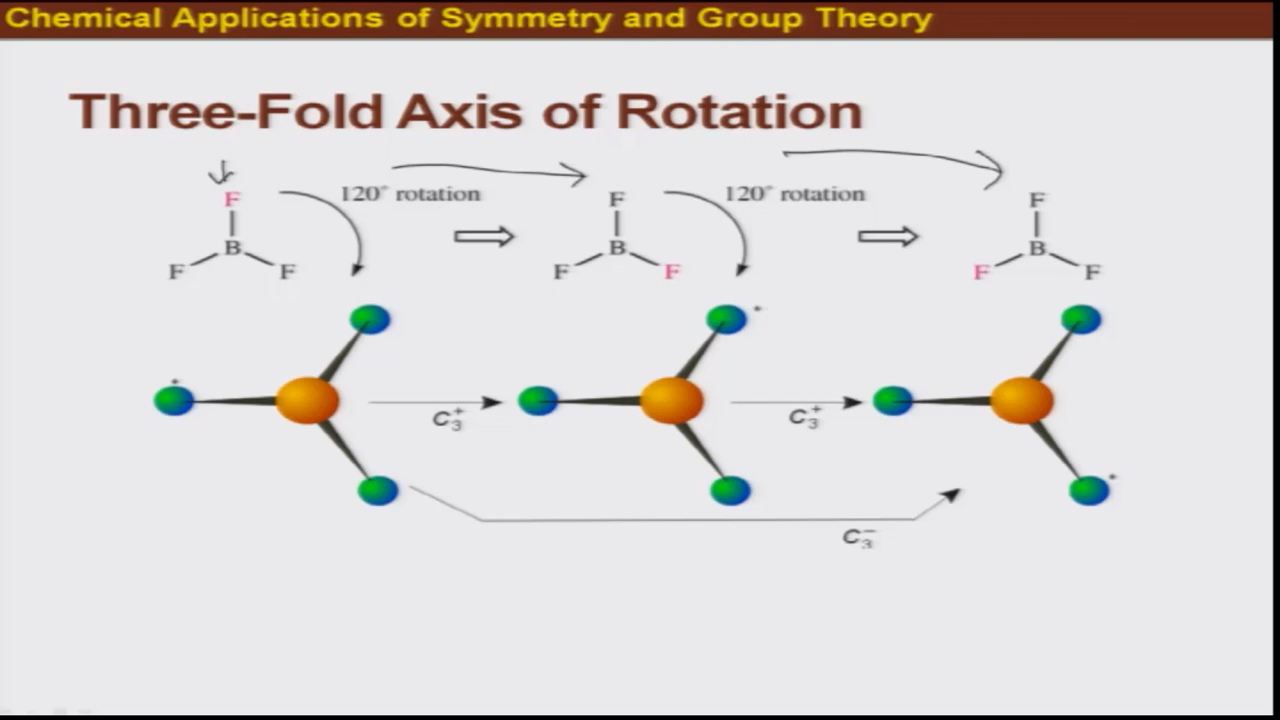 Chemical Applications of Symmetry and Group Theory
Three-Fold Axis of Rotation
F 120° rotation F 120° rotation F
B B B
F F F F F F
C₃⁺ C₃⁺
C₃⁻